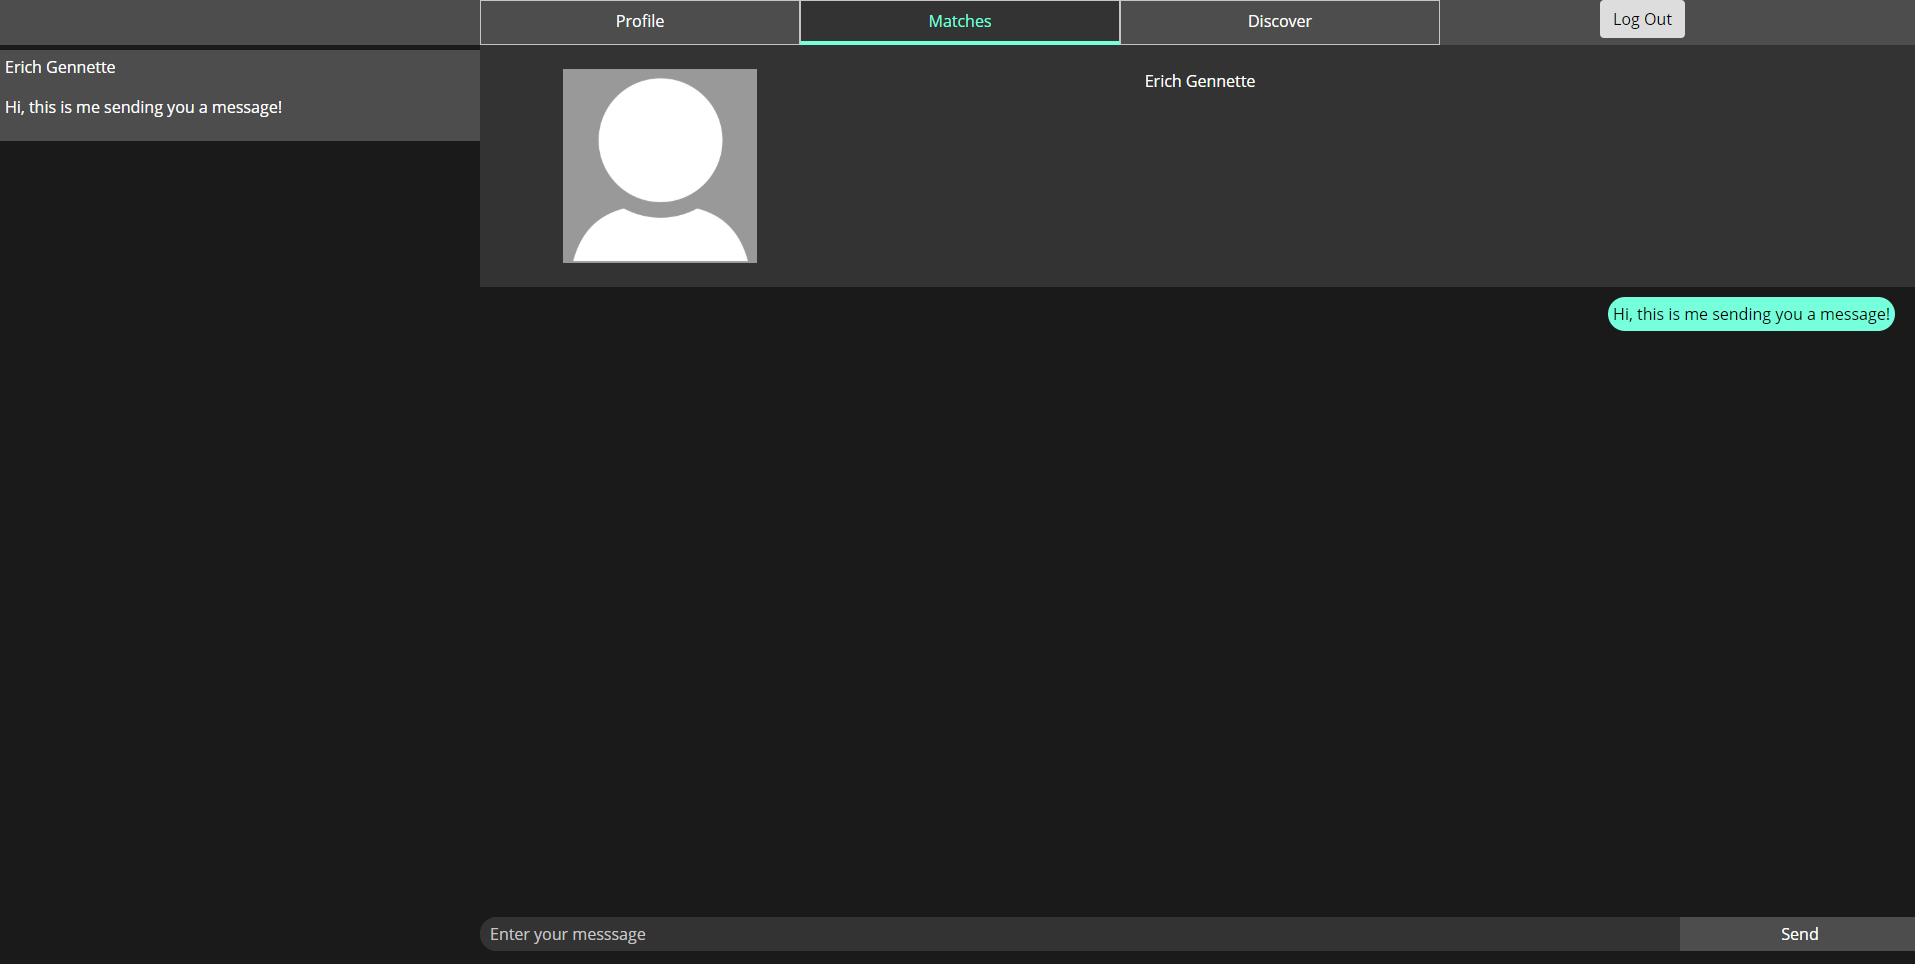 Profile
Matches
Discover
Log Out
Erich Gennette
Hi, this is me sending you a message!
Erich Gennette
Hi, this is me sending you a message!
Enter your messsage
Send